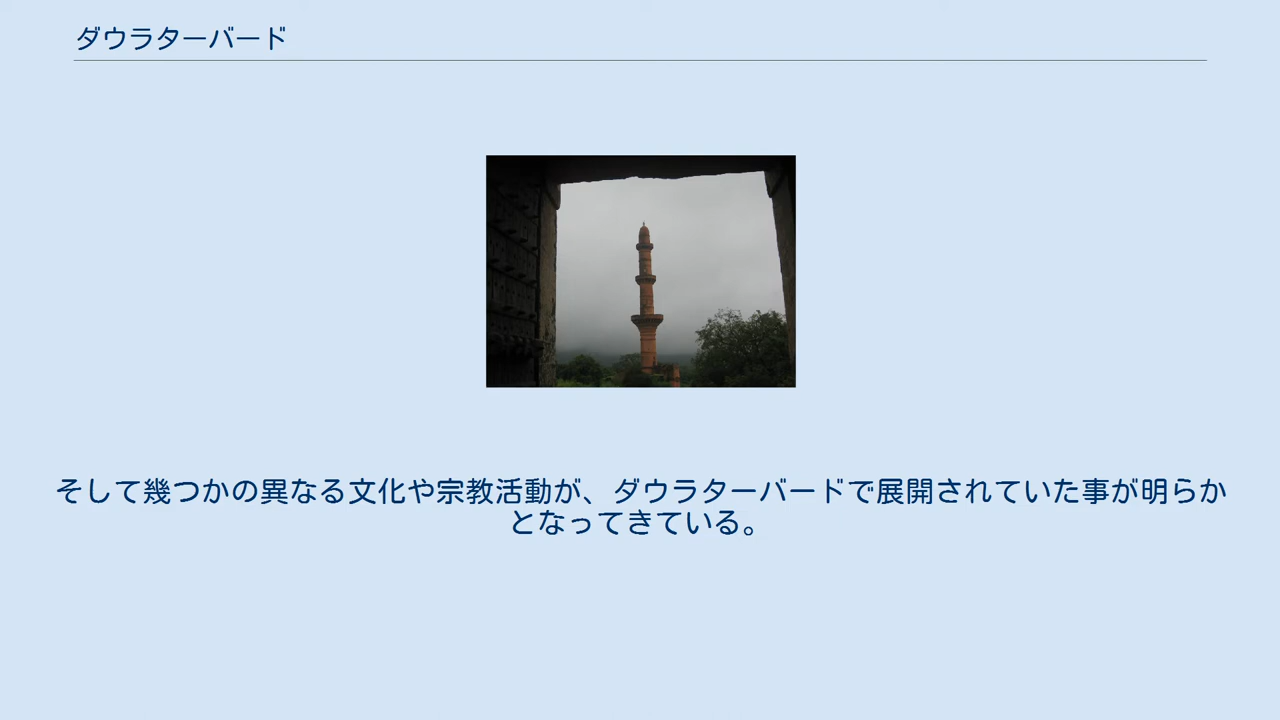 ダウラターバード
そして幾つかの異なる文化や宗教活動が、ダウラターバードで展開されていた事が明らか
となってきている。